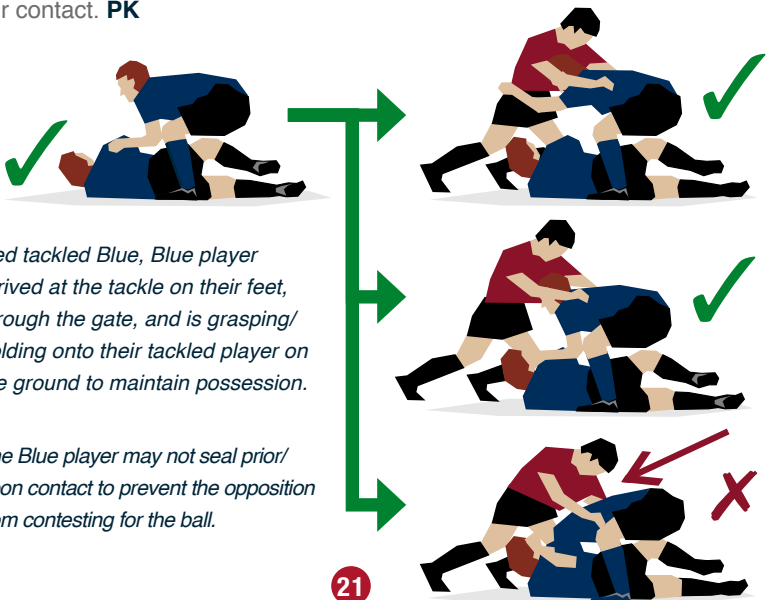 r contact. PK
ed tackled Blue, Blue player
rived at the tackle on their feet,
rough the gate, and is grasping/
olding onto their tackled player on
e ground to maintain possession.
e Blue player may not seal prior/
on contact to prevent the opposition
om contesting for the ball.
21